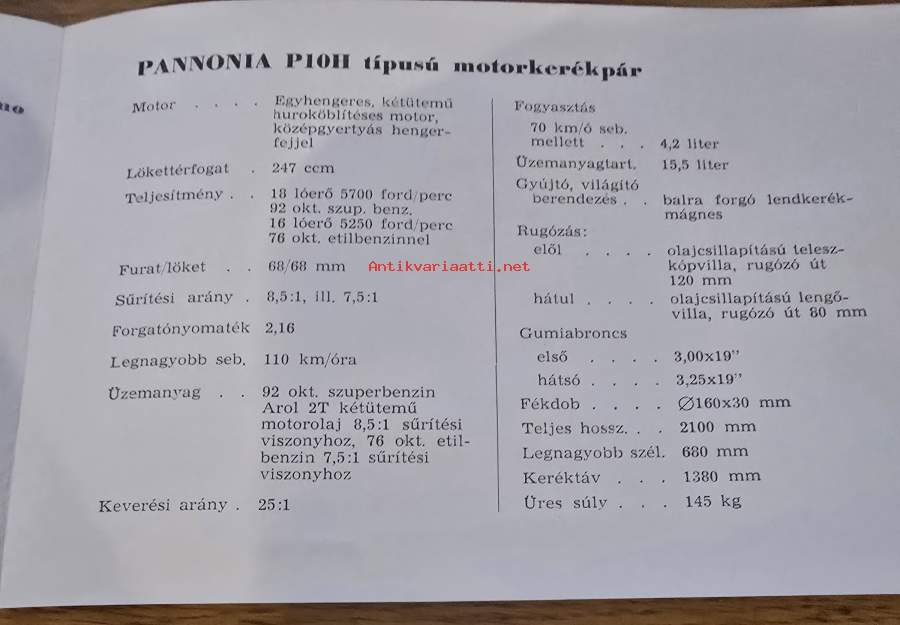 PANNONIA P10H típusú motorkerékpár
Motor . . . . Egyhengeres, kétütemű
huroköblítéses motor,
középgyertyás henger-
fejjel
Lökettérfogat . 247 ccm
Teljesítmény . . 18 lóerő 5700 ford/perc
92 okt. szup. benz.
16 lóerő 5250 ford/perc
76 okt. etilbenzinnel
Furat/löket . . 68/68 mm
Sűrítési arány . 8,5:1, ill. 7,5:1
Forgatónyomaték 2,16
Legnagyobb seb. 110 km/óra
Üzemanyag . . 92 okt. szuperbenzin
Arol 2T kétütemű
motorolaj 8,5:1 sűrítési
viszonyhoz, 76 okt. etil-
benzin 7,5:1 sűrítési
viszonyhoz
Keverési arány . 25:1
Fogyasztás
70 km/ó seb.
mellett . . . 4,2 liter
Üzemanyagtart. 15,5 liter
Gyújtó, világító
berendezés . . balra forgó lendkerék-
mágnes
Rugózás:
elől . . . . olajcsillapítású telesz-
kópvilla, rugózó út
120 mm
hátul . . . . olajcsillapítású lengő-
villa, rugózó út 80 mm
Gumiabroncs
első . . . . 3,00x19"
hátsó . . . . 3,25x19"
Fékdob . . . . ∅160x30 mm
Teljes hossz. . . 2100 mm
Legnagyobb szél. 680 mm
Keréktáv . . . 1380 mm
Üres súly . . . 145 kg
Antikvariaatti.net